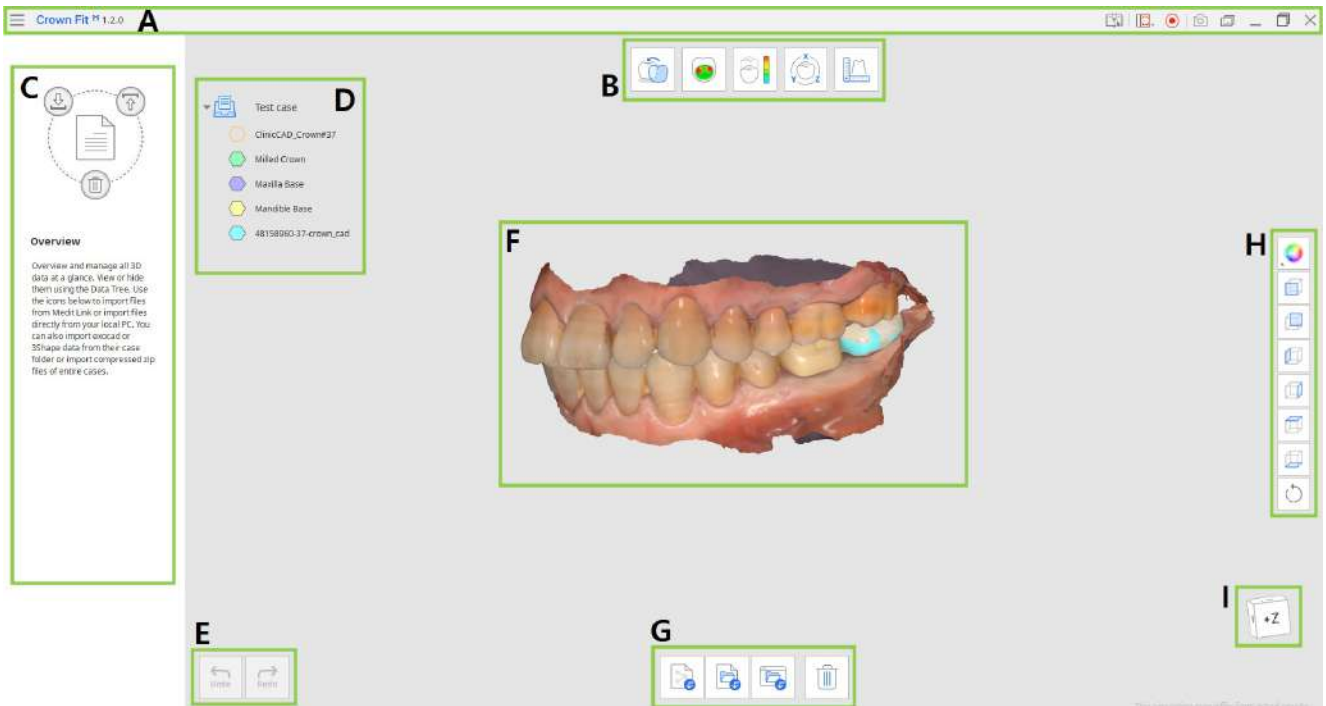 Crown Fit M 1.2.0
A
B
C
Overview
Overview and manage all 3D
data at a glance. View or hide
them using the Data Tree. Use
the icons below to import files
from Medit Link or import files
directly from your local PC. You
can also import exocad or
3Shape data from their case
folder or import compressed zip
files of entire cases.
D
Test case
ClinicCAD_Crown#37
Milled Crown
Maxilla Base
Mandible Base
48158960-37-crown_cad
X
Y
Z
F
H
I
+Z
E
Undo
Redo
G